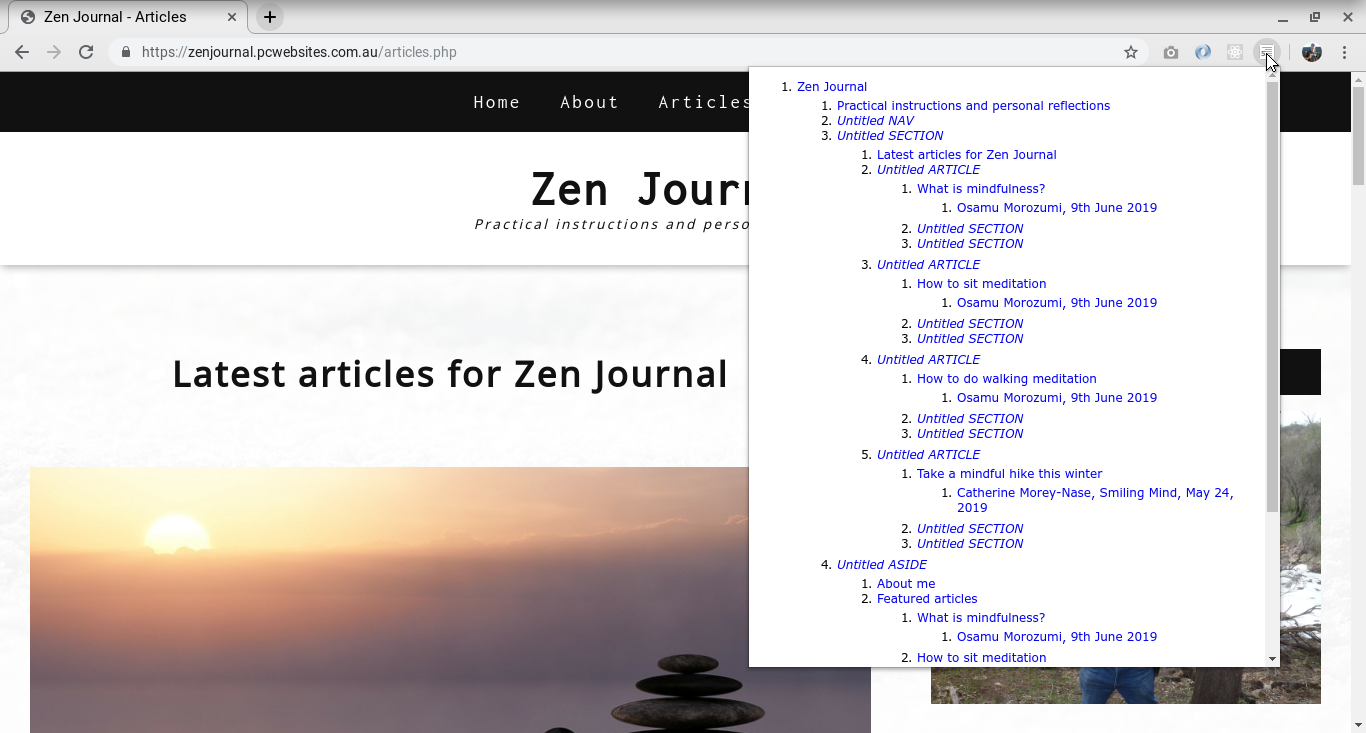 Zen Journal - Articles
https://zenjournal.pcwebsites.com.au/articles.php
Home About Articles
Zen Journ
Practical instructions and perso
Latest articles for Zen Journal
1. Zen Journal
1. Practical instructions and personal reflections
2. Untitled NAV
3. Untitled SECTION
1. Latest articles for Zen Journal
2. Untitled ARTICLE
1. What is mindfulness?
1. Osamu Morozumi, 9th June 2019
2. Untitled SECTION
3. Untitled SECTION
3. Untitled ARTICLE
1. How to sit meditation
1. Osamu Morozumi, 9th June 2019
2. Untitled SECTION
3. Untitled SECTION
4. Untitled ARTICLE
1. How to do walking meditation
1. Osamu Morozumi, 9th June 2019
2. Untitled SECTION
3. Untitled SECTION
5. Untitled ARTICLE
1. Take a mindful hike this winter
1. Catherine Morey-Nase, Smiling Mind, May 24,
2019
2. Untitled SECTION
3. Untitled SECTION
4. Untitled ASIDE
1. About me
2. Featured articles
1. What is mindfulness?
1. Osamu Morozumi, 9th June 2019
2. How to sit meditation